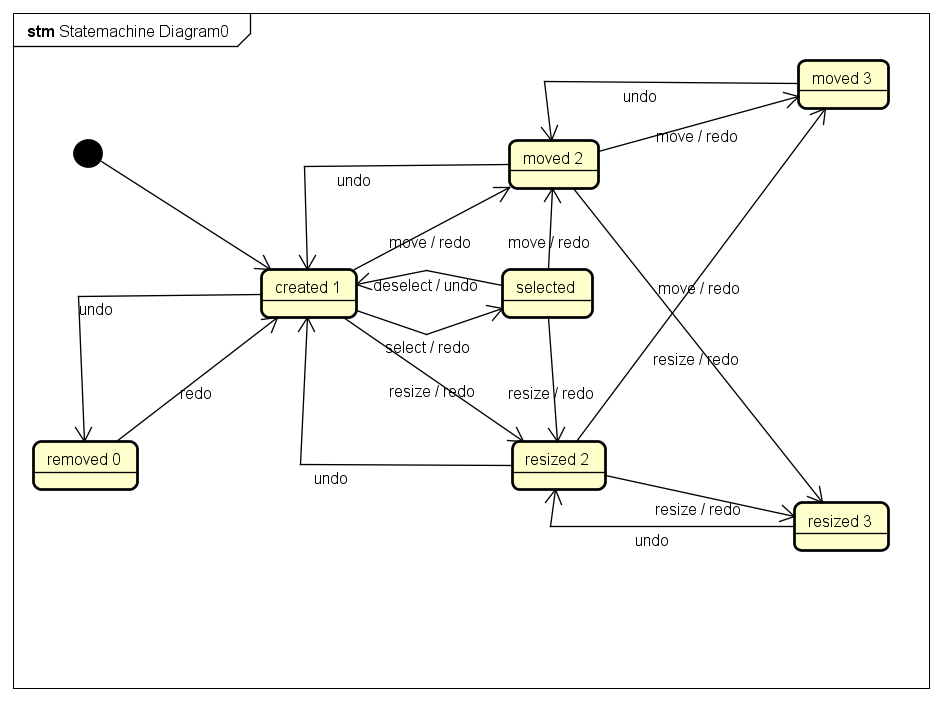 stm Statemachine Diagram0
moved 3
undo
move / redo
moved 2
undo
move / redo
move / redo
created 1
deselect / undo
selected
move / redo
undo
select / redo
resize / redo
resize / redo
resize / redo
redo
removed 0
resized 2
undo
resize / redo
resized 3
undo